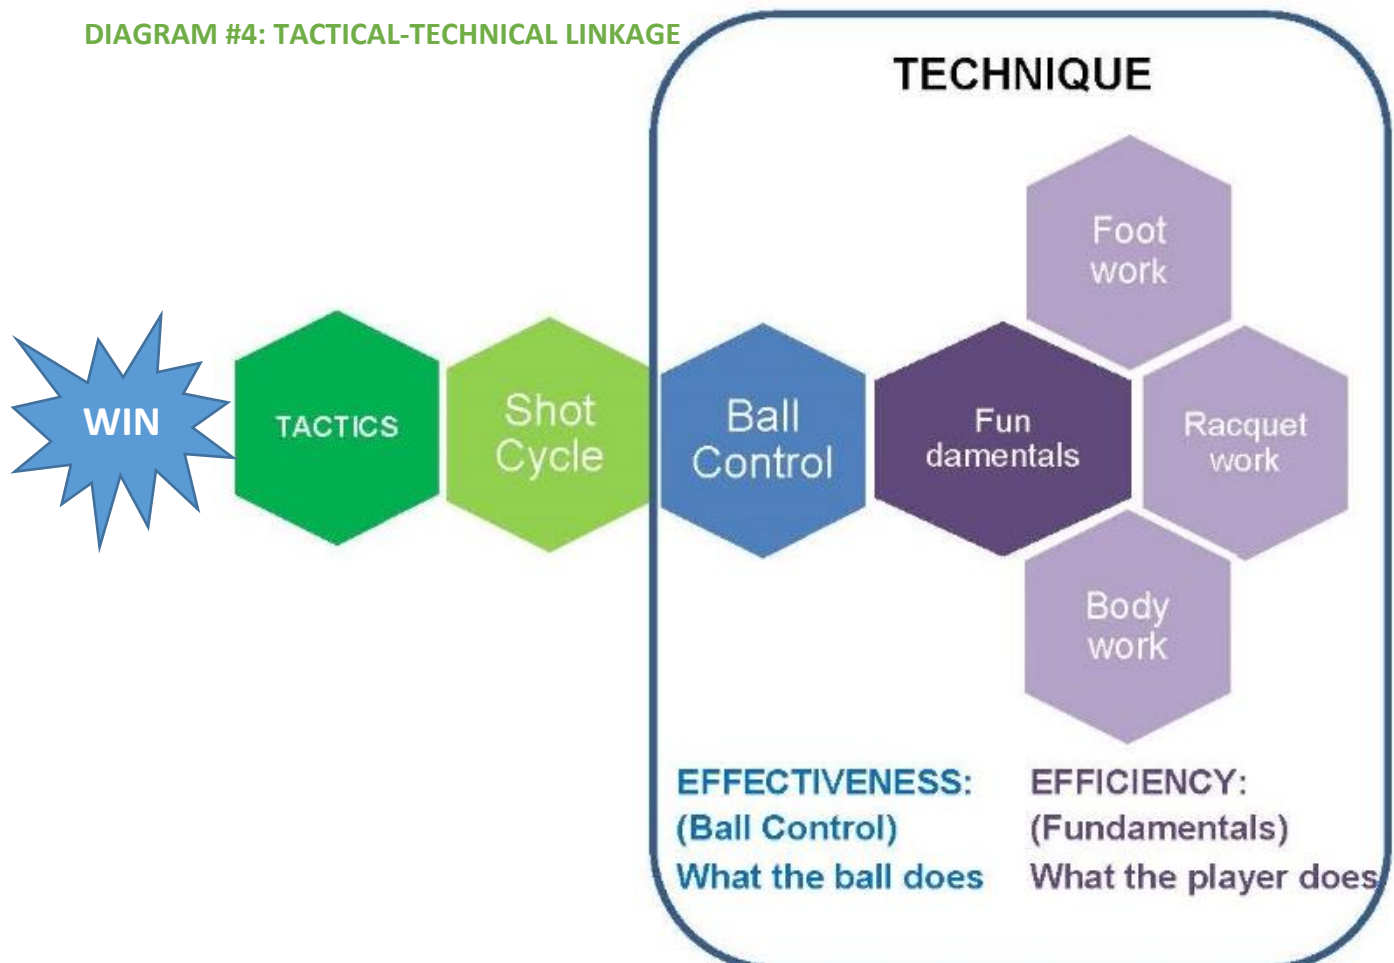 DIAGRAM #4: TACTICAL-TECHNICAL LINKAGE
TECHNIQUE
WIN
TACTICS
Shot
Cycle
Ball
Control
Fun
damentals
Foot
work
Racquet
work
Body
work
EFFECTIVENESS:
(Ball Control)
What the ball does
EFFICIENCY:
(Fundamentals)
What the player does